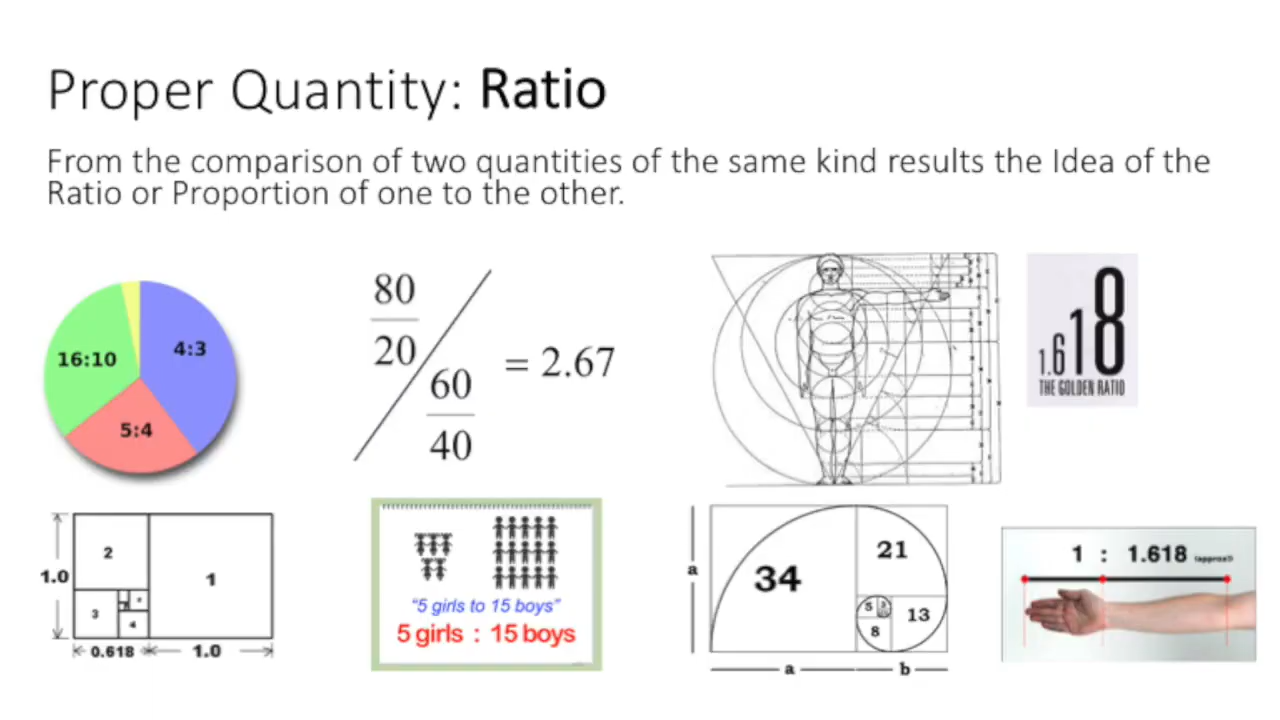 Proper Quantity: Ratio
From the comparison of two quantities of the same kind results the Idea of the
Ratio or Proportion of one to the other.
16:10
4:3
5:4
80
20
60
40
= 2.67
1.618
THE GOLDEN RATIO
2
1
1.0
3
4
0.618
1.0
"5 girls to 15 boys"
5 girls : 15 boys
a
34
21
5
13
8
a
b
1 : 1.618 (approx)